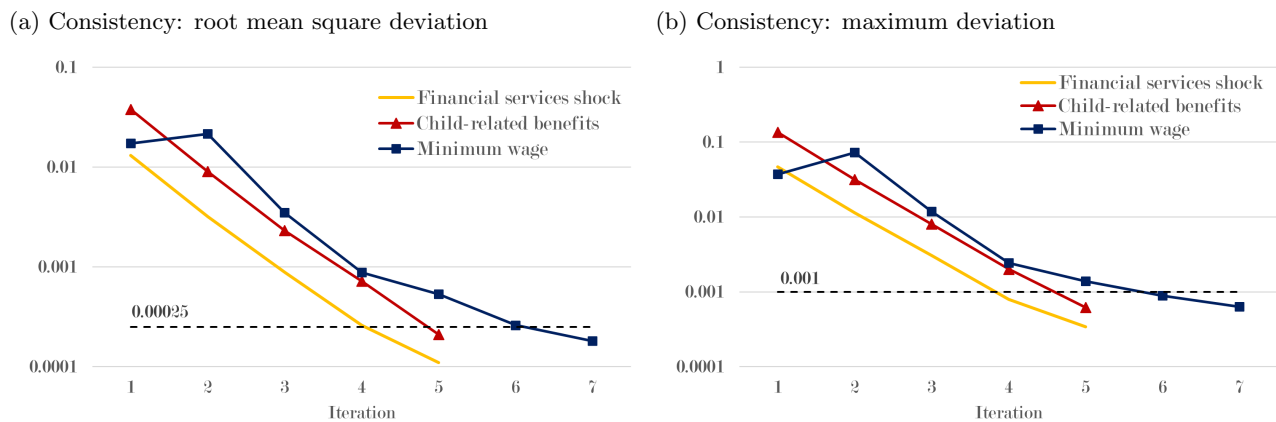 (a) Consistency: root mean square deviation
0.1
0.01
0.001
0.0001
Financial services shock
Child-related benefits
Minimum wage
0.00025
1 2 3 4 5 6 7
Iteration
(b) Consistency: maximum deviation
1
0.1
0.01
0.001
0.0001
Financial services shock
Child-related benefits
Minimum wage
0.001
1 2 3 4 5 6 7
Iteration